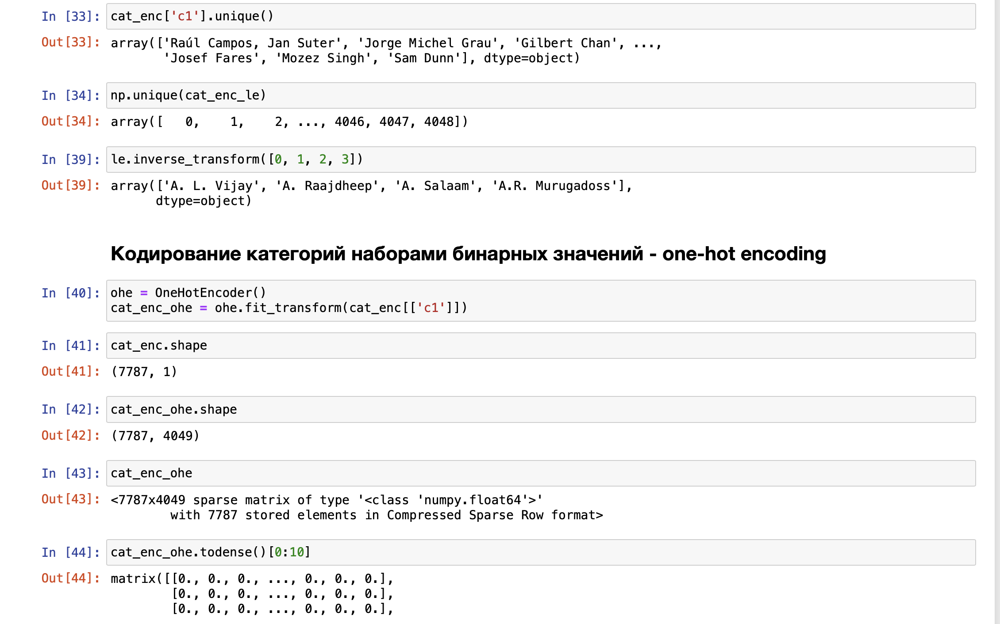 In [33]: cat_enc['c1'].unique()
Out[33]: array(['Raúl Campos, Jan Suter', 'Jorge Michel Grau', 'Gilbert Chan', ...,
'Josef Fares', 'Mozez Singh', 'Sam Dunn'], dtype=object)
In [34]: np.unique(cat_enc_le)
Out[34]: array([   0,    1,    2, ..., 4046, 4047, 4048])
In [39]: le.inverse_transform([0, 1, 2, 3])
Out[39]: array(['A. L. Vijay', 'A. Raajdheep', 'A. Salaam', 'A.R. Murugadoss'],
dtype=object)
Кодирование категорий наборами бинарных значений - one-hot encoding
In [40]: ohe = OneHotEncoder()
cat_enc_ohe = ohe.fit_transform(cat_enc[['c1']])
In [41]: cat_enc.shape
Out[41]: (7787, 1)
In [42]: cat_enc_ohe.shape
Out[42]: (7787, 4049)
In [43]: cat_enc_ohe
Out[43]: <7787x4049 sparse matrix of type '<class 'numpy.float64'>'
with 7787 stored elements in Compressed Sparse Row format>
In [44]: cat_enc_ohe.todense()[0:10]
Out[44]: matrix([[0., 0., 0., ..., 0., 0., 0.],
[0., 0., 0., ..., 0., 0., 0.],
[0., 0., 0., ..., 0., 0., 0.],